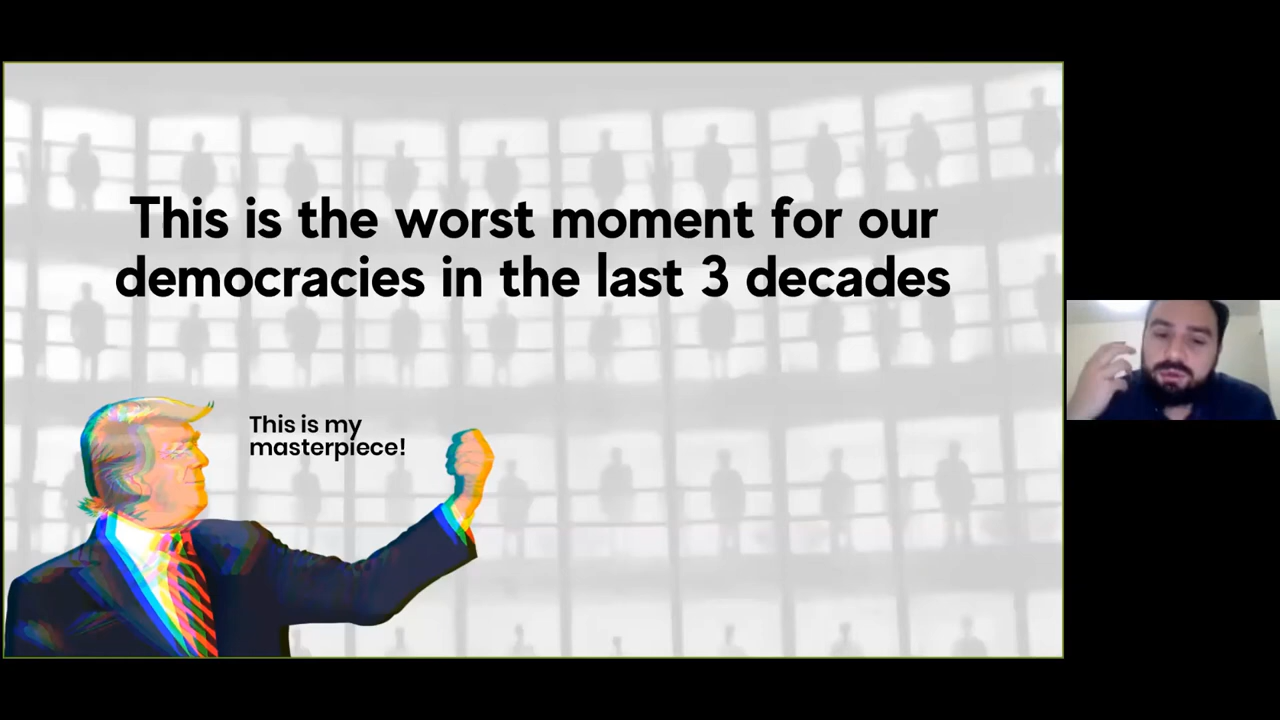 This is the worst moment for our
democracies in the last 3 decades
This is my
masterpiece!